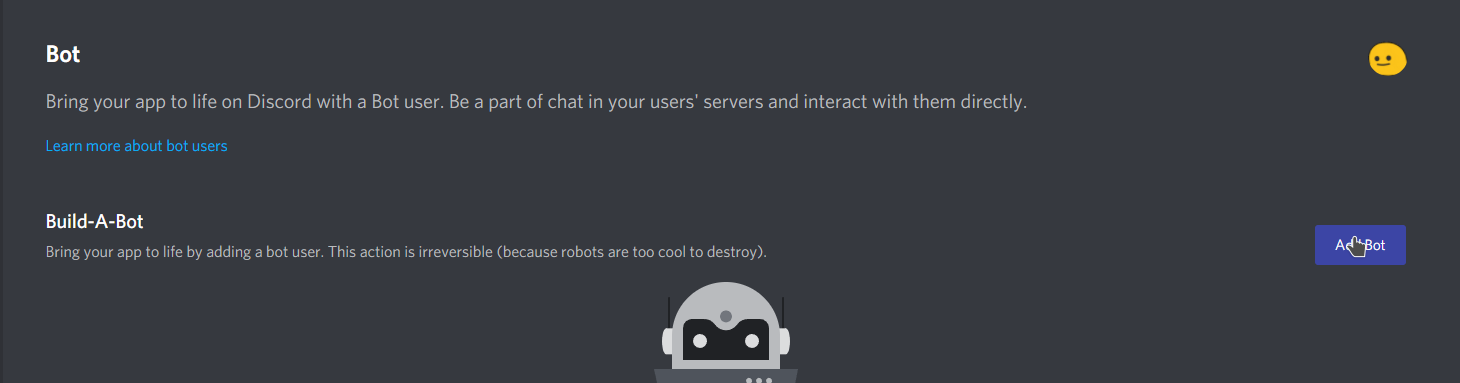 Bot
Bring your app to life on Discord with a Bot user. Be a part of chat in your users' servers and interact with them directly.
Learn more about bot users
Build-A-Bot
Bring your app to life by adding a bot user. This action is irreversible (because robots are too cool to destroy).
Add Bot